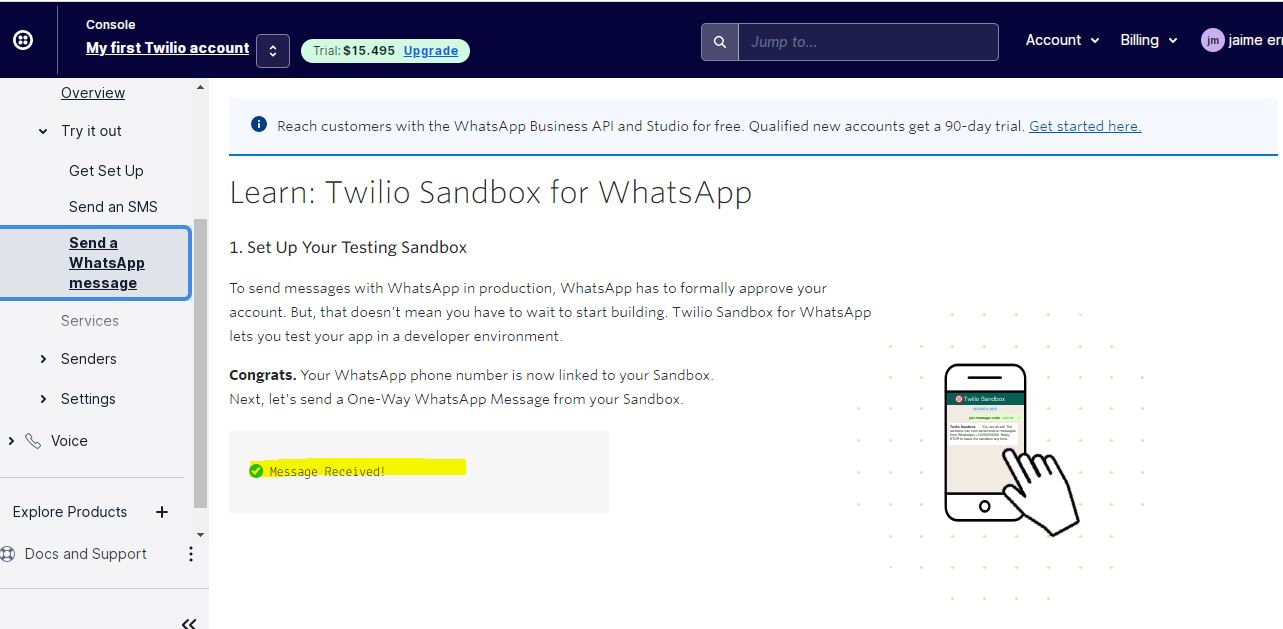 Console
My first Twilio account
Trial: $15.495 Upgrade
Jump to...
Account
Billing
jm jaime err
Overview
Try it out
Get Set Up
Send an SMS
Send a
WhatsApp
message
Services
Senders
Settings
Voice
Explore Products
Docs and Support
Reach customers with the WhatsApp Business API and Studio for free. Qualified new accounts get a 90-day trial. Get started here.
Learn: Twilio Sandbox for WhatsApp
1. Set Up Your Testing Sandbox
To send messages with WhatsApp in production, WhatsApp has to formally approve your
account. But, that doesn't mean you have to wait to start building. Twilio Sandbox for WhatsApp
lets you test your app in a developer environment.
Congrats. Your WhatsApp phone number is now linked to your Sandbox.
Next, let's send a One-Way WhatsApp Message from your Sandbox.
Message Received!
Twilio Sandbox